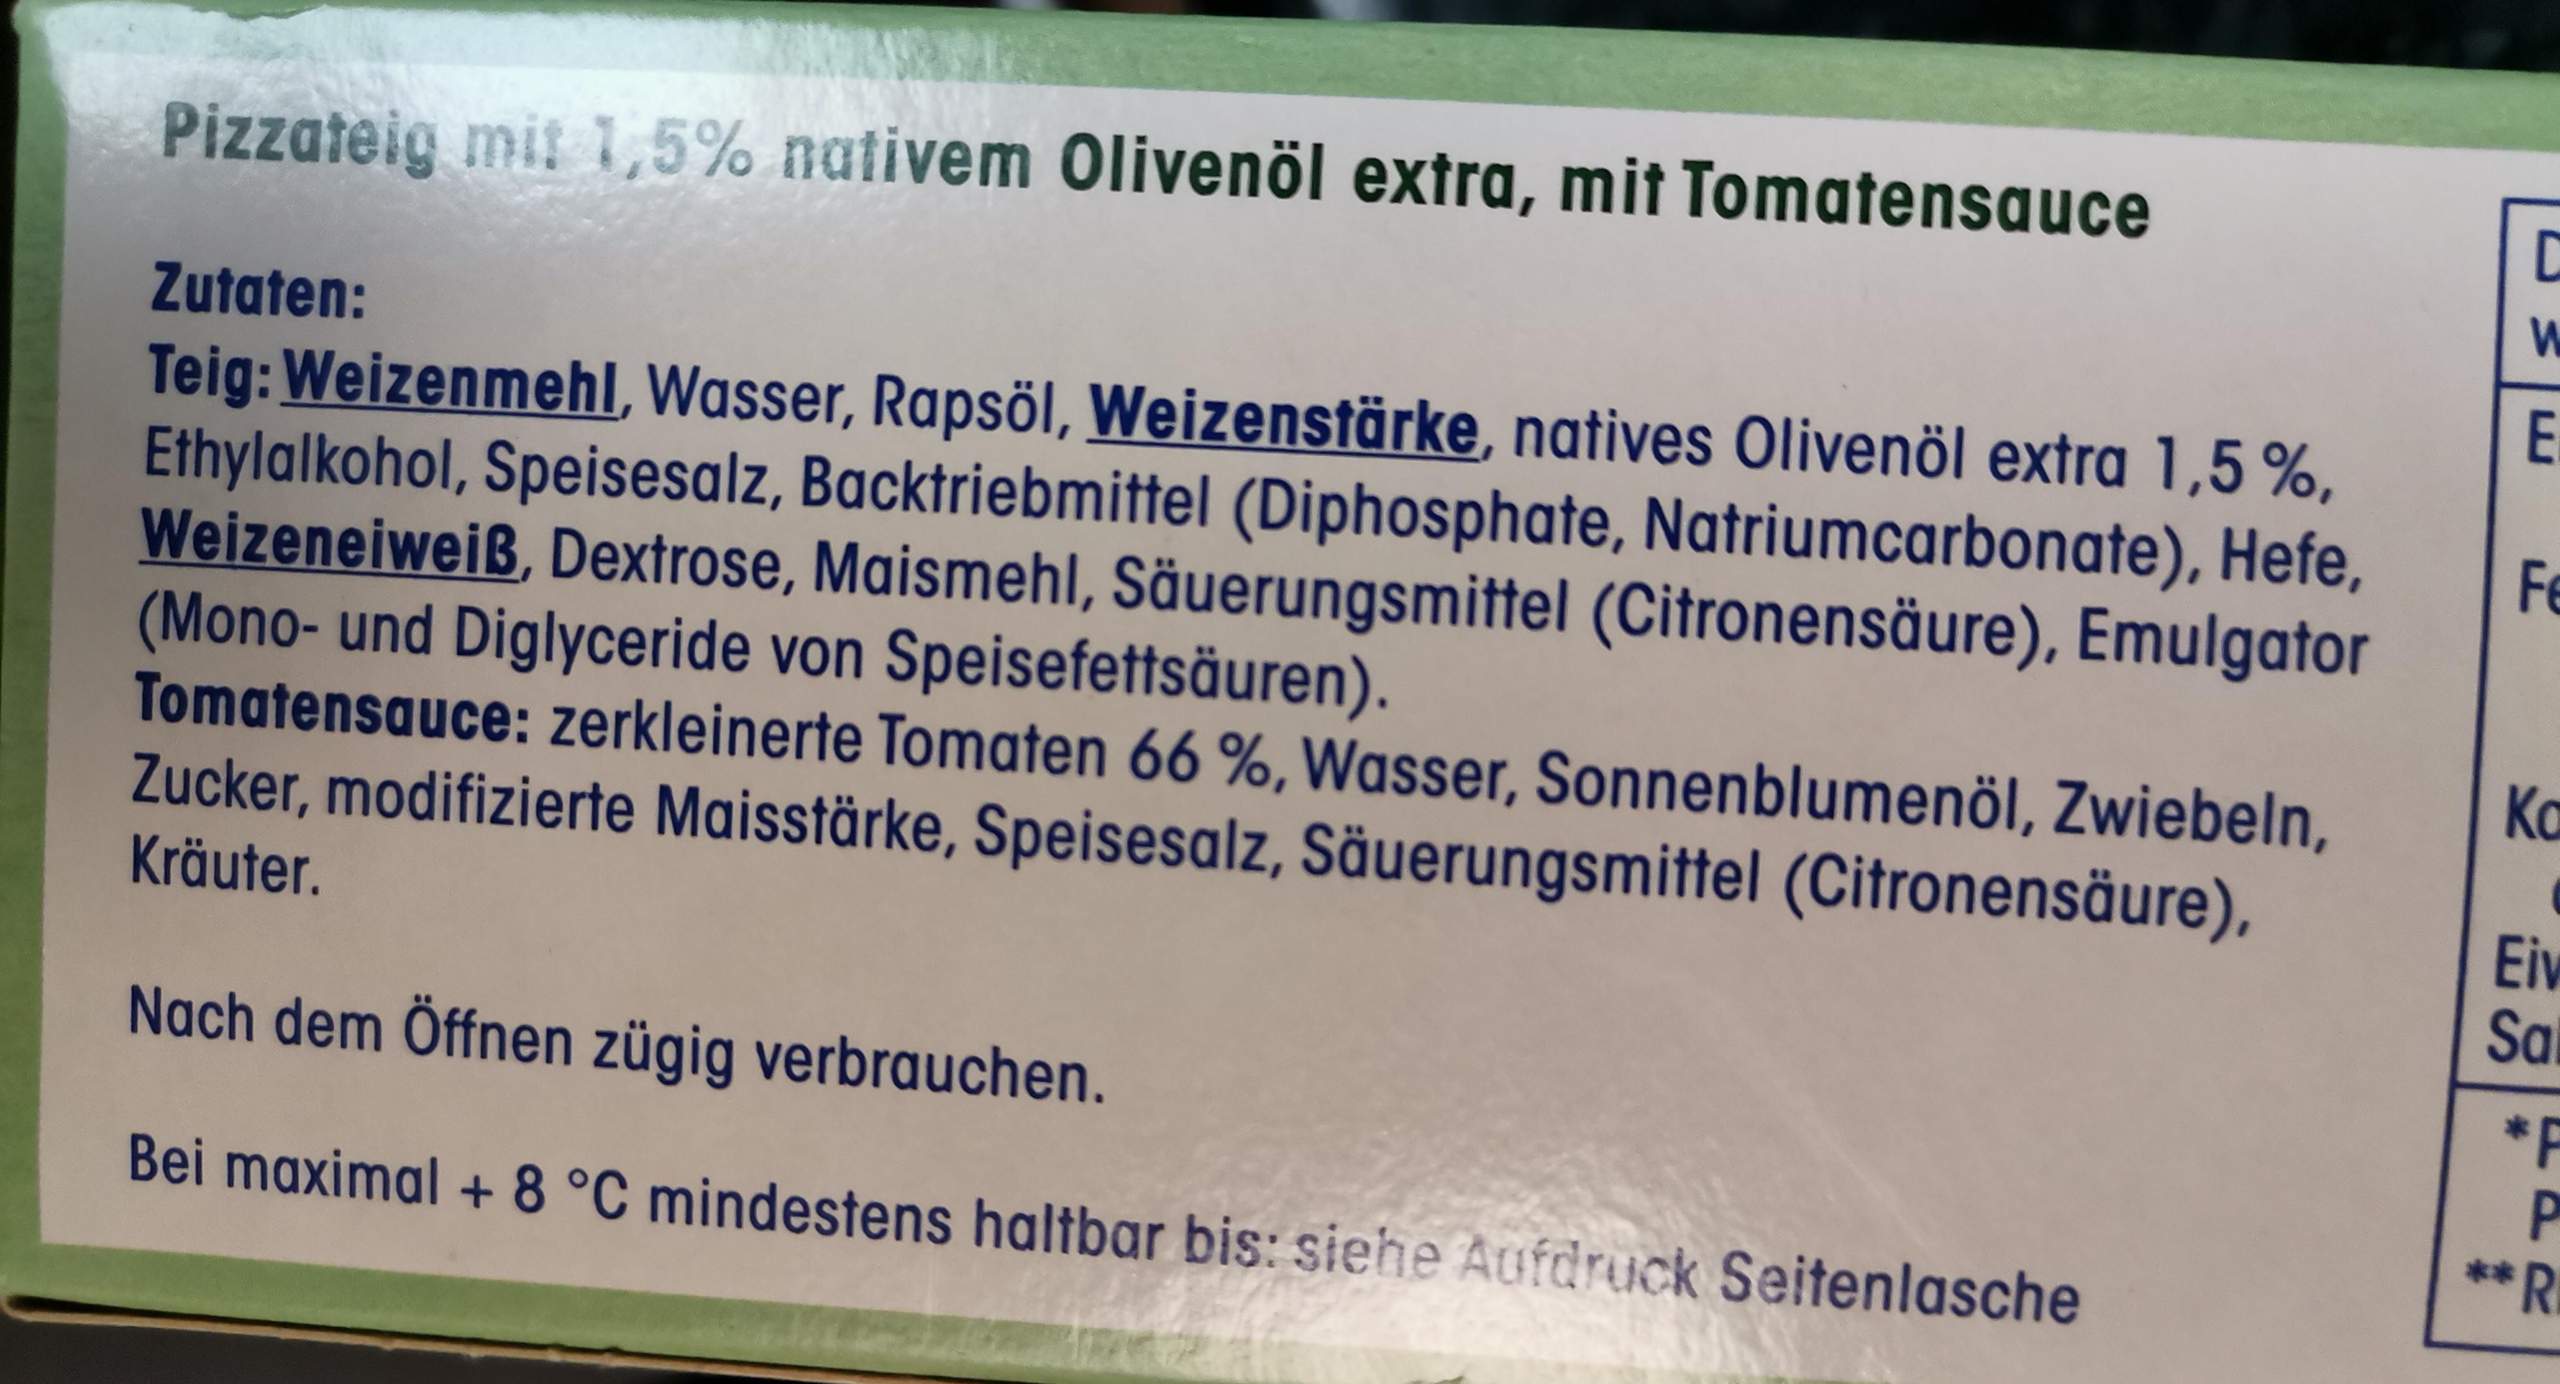 Pizzateig mit 1,5% nativem Olivenöl extra, mit Tomatensauce
Zutaten:
Teig: Weizenmehl, Wasser, Rapsöl, Weizenstärke, natives Olivenöl extra 1,5 %,
Ethylalkohol, Speisesalz, Backtriebmittel (Diphosphate, Natriumcarbonate), Hefe,
Weizeneiweiß, Dextrose, Maismehl, Säuerungsmittel (Citronensäure), Emulgator
(Mono- und Diglyceride von Speisefettsäuren).
Tomatensauce: zerkleinerte Tomaten 66 %, Wasser, Sonnenblumenöl, Zwiebeln,
Zucker, modifizierte Maisstärke, Speisesalz, Säuerungsmittel (Citronensäure),
Kräuter.
Nach dem Öffnen zügig verbrauchen.
Bei maximal + 8 °C mindestens haltbar bis: siehe Aufdruck Seitenlasche